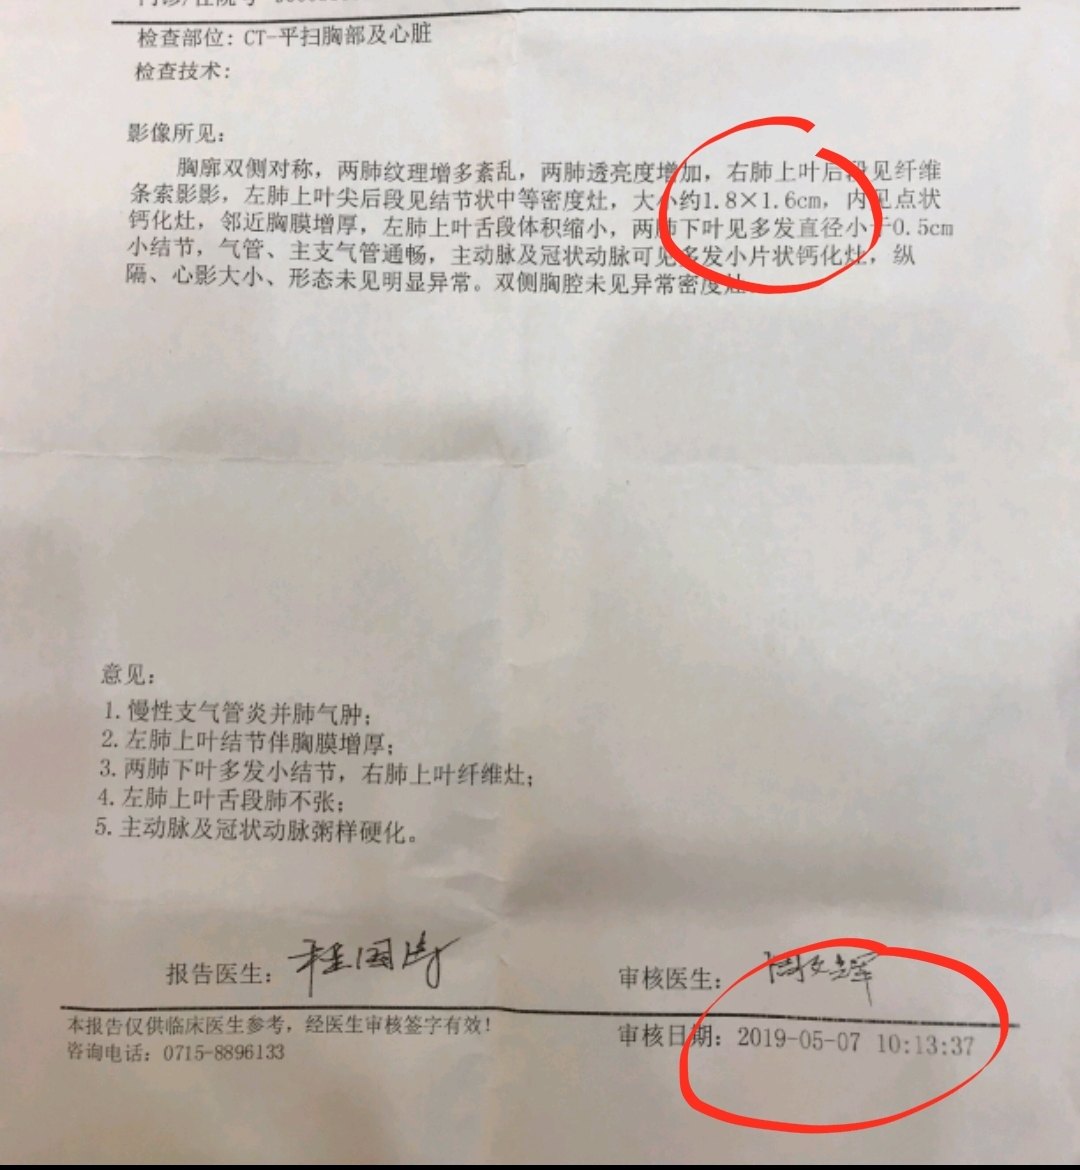 检查部位: CT-平扫胸部及心脏
检查技术:
影像所见:
胸廓双侧对称，两肺纹理增多紊乱，两肺透亮度增加，右肺上叶后段见纤维
条索影影，左肺上叶尖后段见结节状中等密度灶，大小约1.8×1.6cm，内见点状
钙化灶，邻近胸膜增厚，左肺上叶舌段体积缩小，两肺下叶见多发直径小于0.5cm
小结节，气管、主支气管通畅，主动脉及冠状动脉可见多发小片状钙化灶，纵
隔、心影大小、形态未见明显异常。双侧胸腔未见异常密度灶
意见:
1.慢性支气管炎并肺气肿;
2.左肺上叶结节伴胸膜增厚;
3.两肺下叶多发小结节，右肺上叶纤维灶;
4.左肺上叶舌段肺不张;
5.主动脉及冠状动脉粥样硬化。
报告医生:
审核医生:
本报告仅供临床医生参考，经医生审核签字有效!
审核日期: 2019-05-07 10:13:37
咨询电话: 0715-8896133